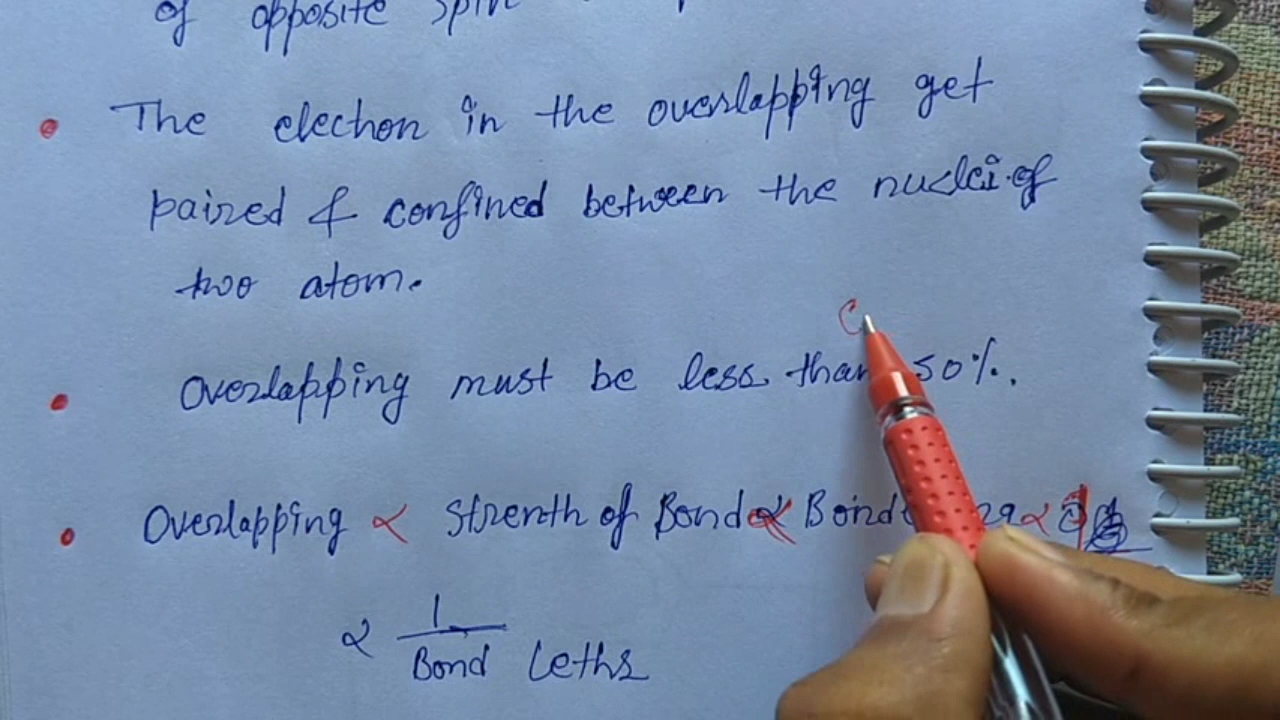 of opposite spin
The electron in the overlapping get
paired & confined between the nuclei of
two atom.
Overlapping must be less than 50%.
Overlapping ∝ Strenth of Bond ∝ Bond ∝
∝ 1
Bond Leths